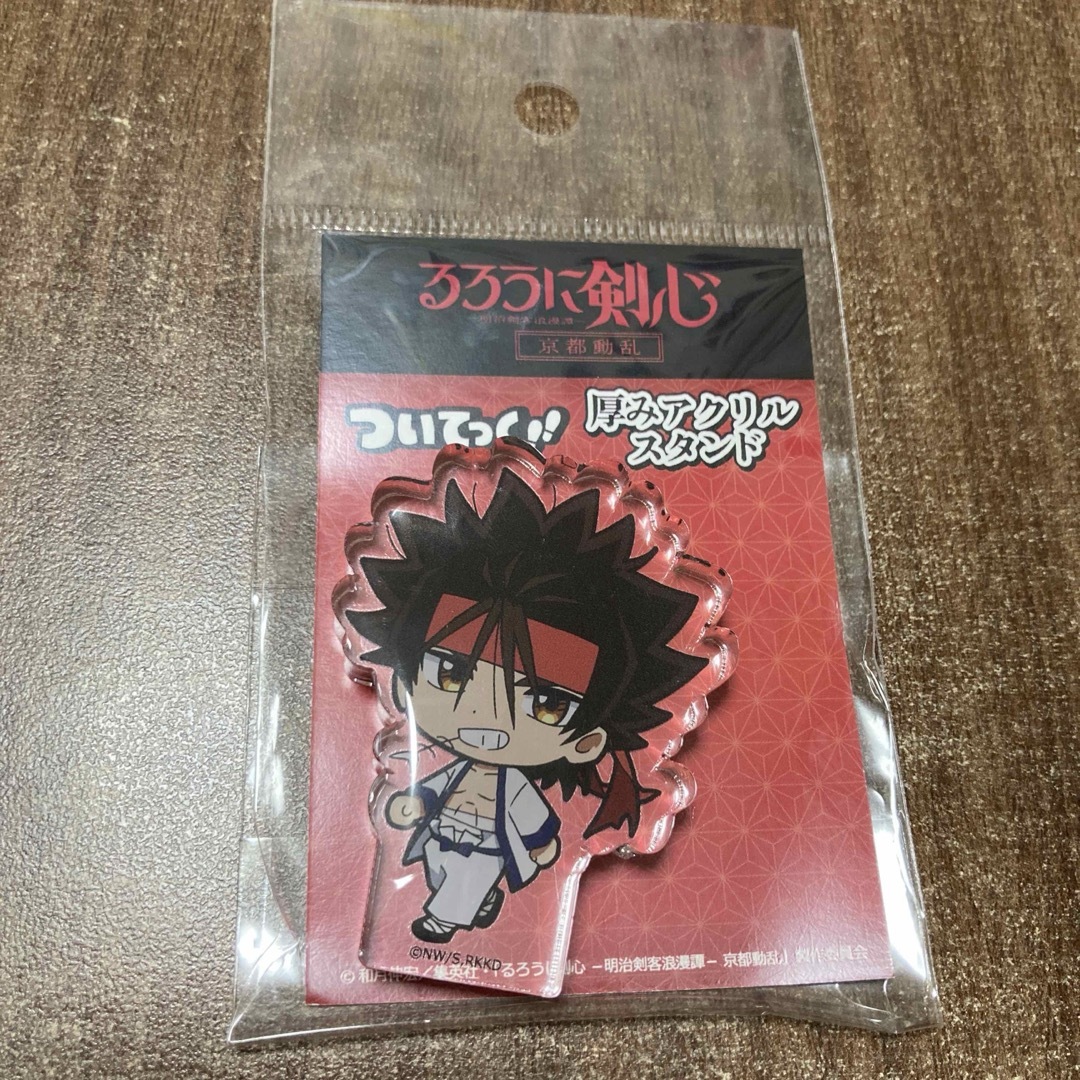 るろうに剣心
−明治剣客浪漫譚−
京都動乱
ついてっく!!
厚みアクリル
スタンド
©NW/S,RKKD
© 和月伸宏/集英社・「るろうに剣心 −明治剣客浪漫譚− 京都動乱」製作委員会